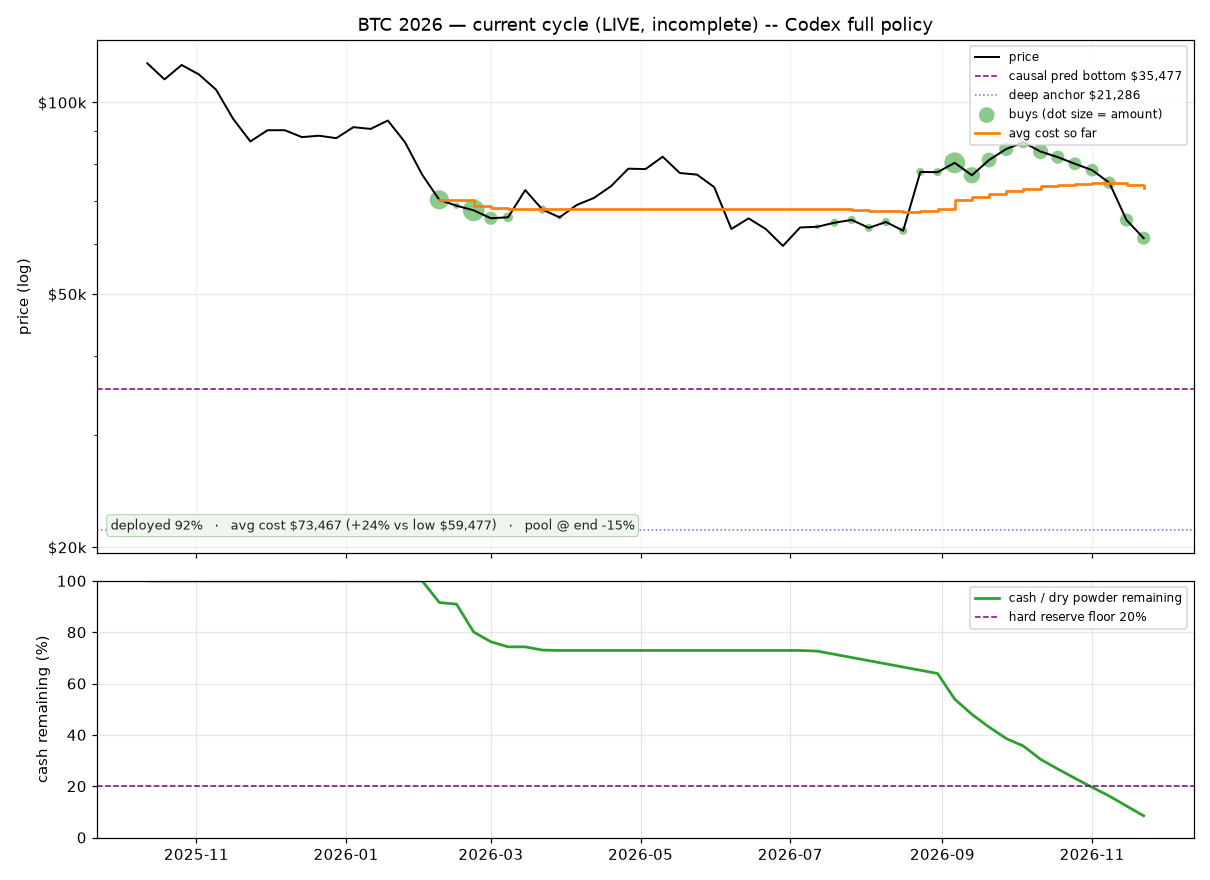 BTC 2026 — current cycle (LIVE, incomplete) -- Codex full policy
price (log)
$100k
$50k
$20k
price
causal pred bottom $35,477
deep anchor $21,286
buys (dot size = amount)
avg cost so far
deployed 92% · avg cost $73,467 (+24% vs low $59,477) · pool @ end -15%
cash remaining (%)
100
80
60
40
20
0
cash / dry powder remaining
hard reserve floor 20%
2025-11 2026-01 2026-03 2026-05 2026-07 2026-09 2026-11